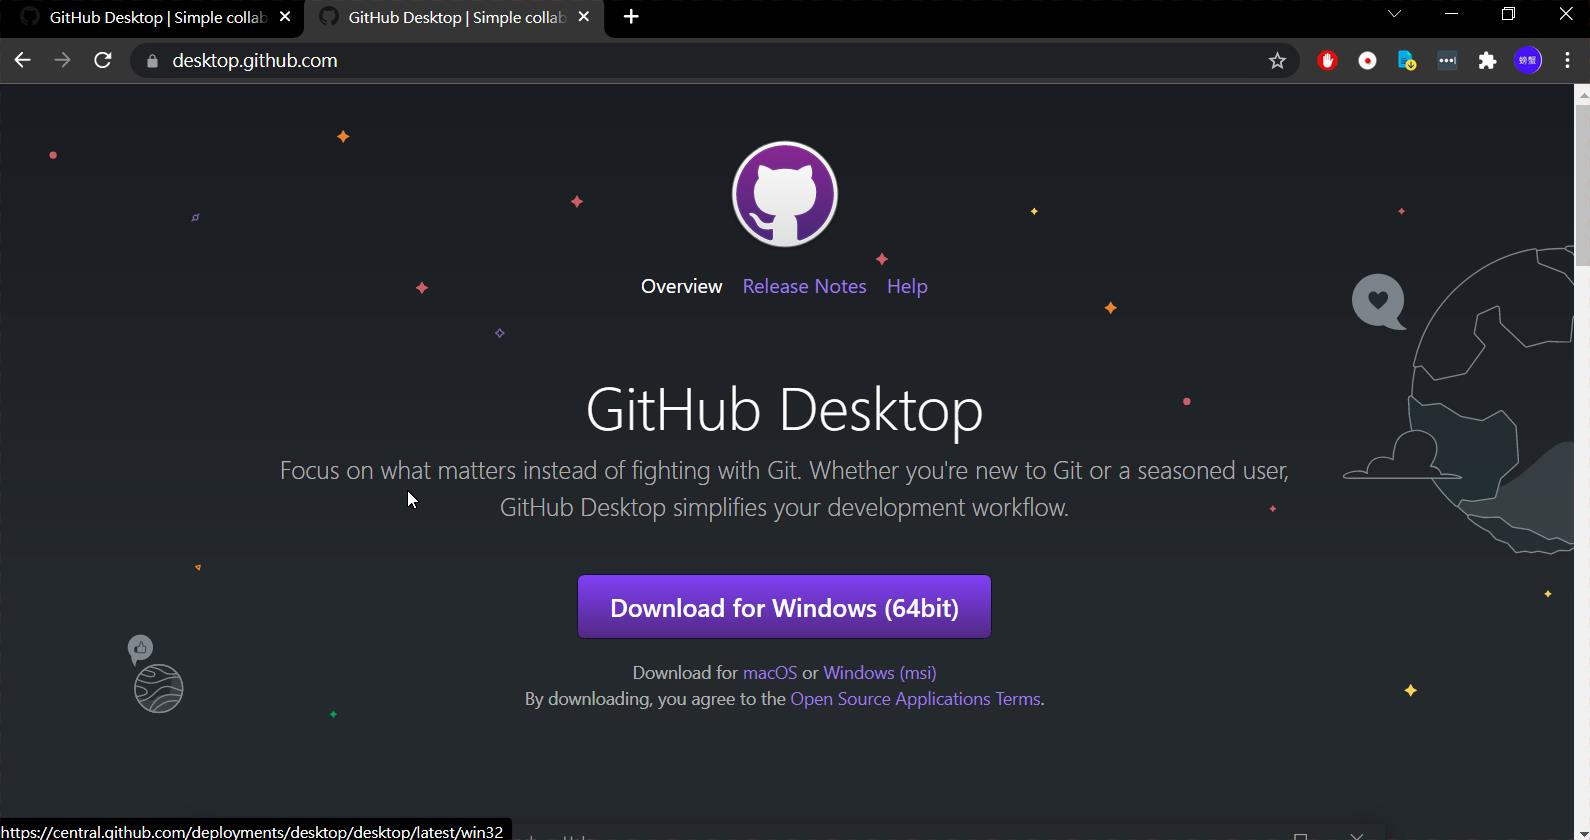 GitHub Desktop | Simple collab
GitHub Desktop | Simple collab
desktop.github.com
螃蟹
Overview Release Notes Help
GitHub Desktop
Focus on what matters instead of fighting with Git. Whether you're new to Git or a seasoned user,
GitHub Desktop simplifies your development workflow.
Download for Windows (64bit)
Download for macOS or Windows (msi)
By downloading, you agree to the Open Source Applications Terms.
https://central.github.com/deployments/desktop/desktop/latest/win32